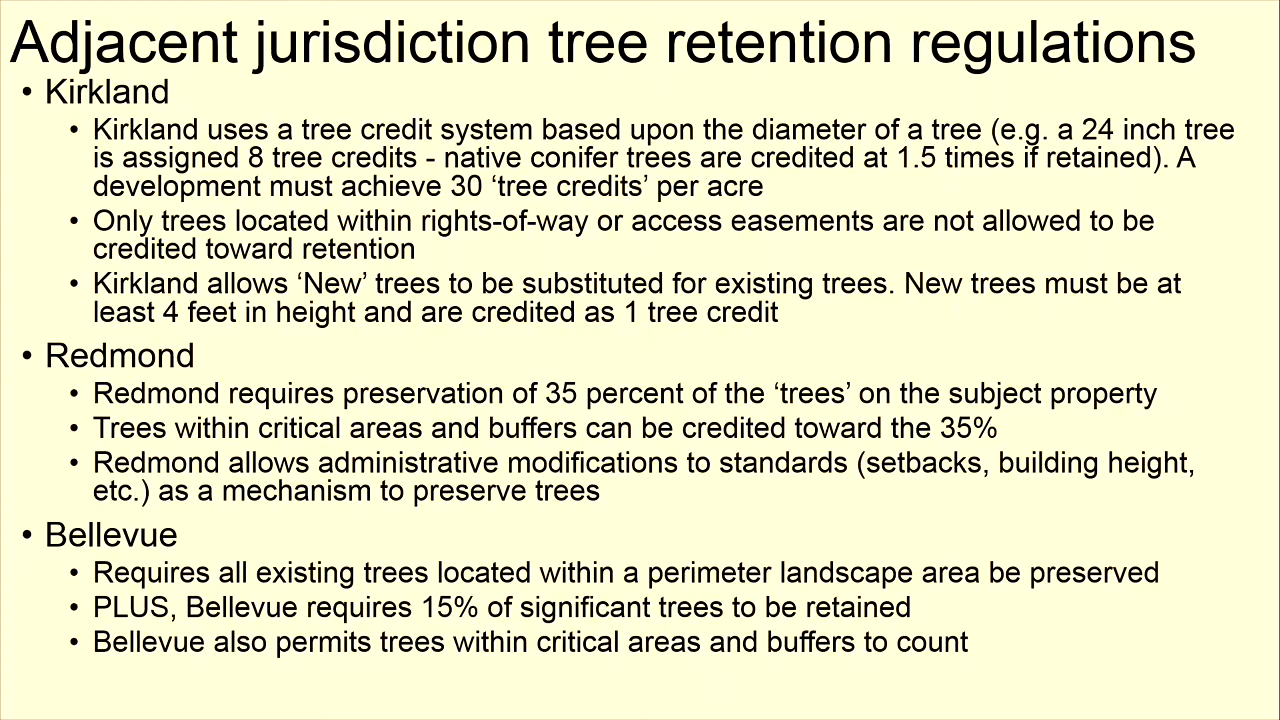 Adjacent jurisdiction tree retention regulations
• Kirkland
• Kirkland uses a tree credit system based upon the diameter of a tree (e.g. a 24 inch tree
is assigned 8 tree credits - native conifer trees are credited at 1.5 times if retained). A
development must achieve 30 ‘tree credits’ per acre
• Only trees located within rights-of-way or access easements are not allowed to be
credited toward retention
• Kirkland allows ‘New’ trees to be substituted for existing trees. New trees must be at
least 4 feet in height and are credited as 1 tree credit
• Redmond
• Redmond requires preservation of 35 percent of the ‘trees’ on the subject property
• Trees within critical areas and buffers can be credited toward the 35%
• Redmond allows administrative modifications to standards (setbacks, building height,
etc.) as a mechanism to preserve trees
• Bellevue
• Requires all existing trees located within a perimeter landscape area be preserved
• PLUS, Bellevue requires 15% of significant trees to be retained
• Bellevue also permits trees within critical areas and buffers to count